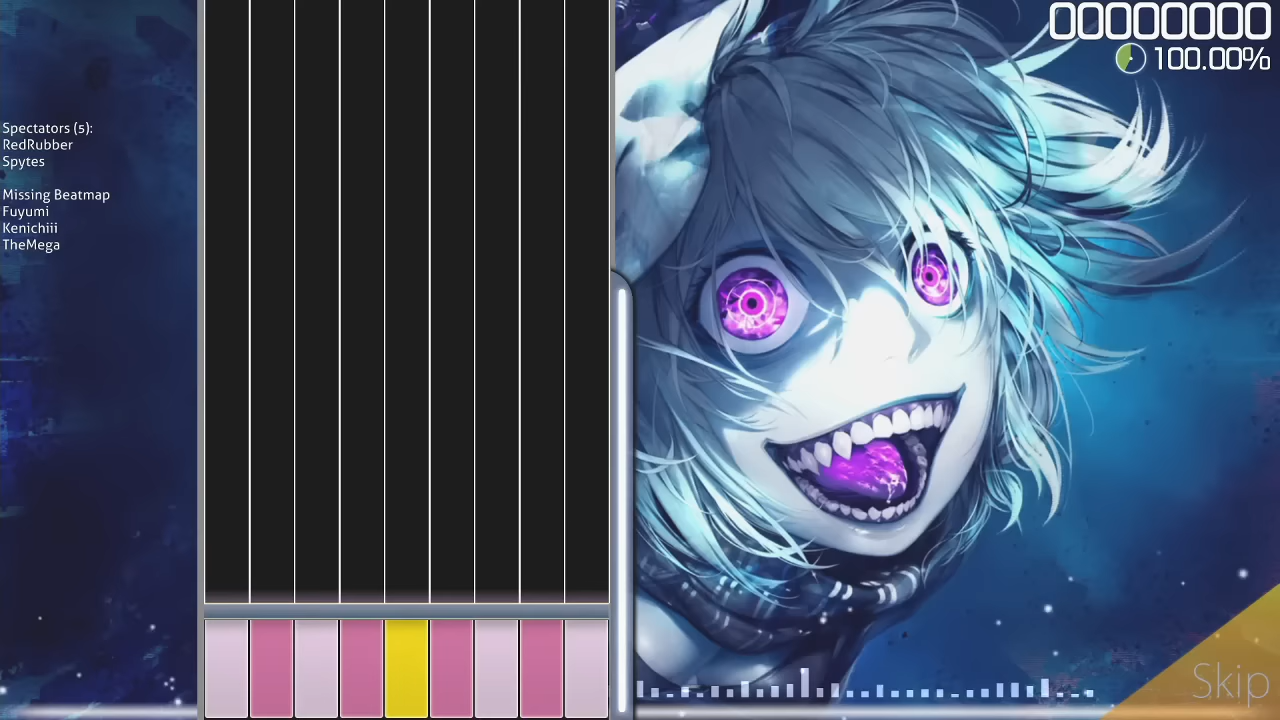 00000000
100.00%
Spectators (5):
RedRubber
Spytes
Missing Beatmap
Fuyumi
Kenichiii
TheMega
Skip